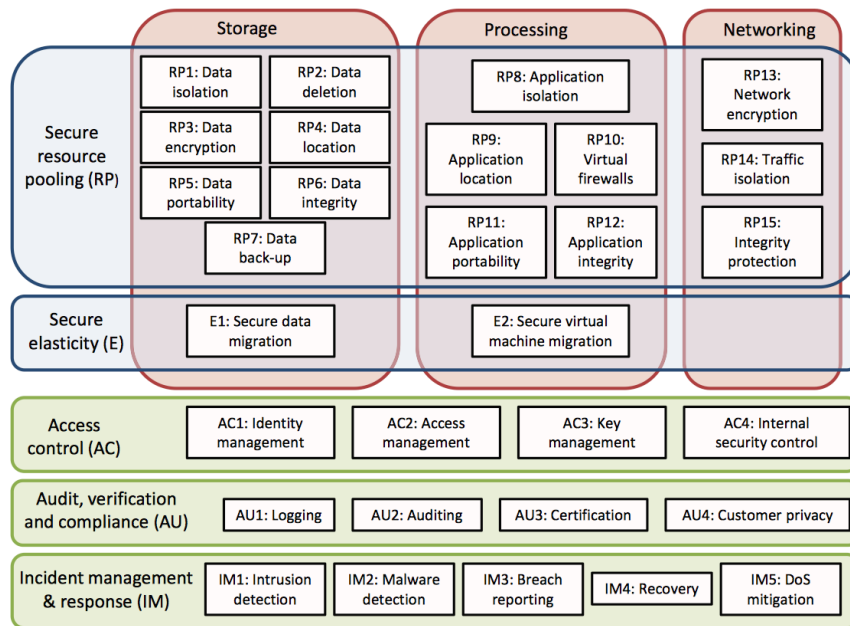 Storage
Processing
Networking
Secure
resource
pooling (RP)
RP1: Data
isolation
RP2: Data
deletion
RP3: Data
encryption
RP4: Data
location
RP5: Data
portability
RP6: Data
integrity
RP7: Data
back-up
RP8: Application
isolation
RP9:
Application
location
RP10:
Virtual
firewalls
RP11:
Application
portability
RP12:
Application
integrity
RP13:
Network
encryption
RP14: Traffic
isolation
RP15:
Integrity
protection
Secure
elasticity (E)
E1: Secure data
migration
E2: Secure virtual
machine migration
Access
control (AC)
AC1: Identity
management
AC2: Access
management
AC3: Key
management
AC4: Internal
security control
Audit, verification
and compliance (AU)
AU1: Logging
AU2: Auditing
AU3: Certification
AU4: Customer privacy
Incident management
& response (IM)
IM1: Intrusion
detection
IM2: Malware
detection
IM3: Breach
reporting
IM4: Recovery
IM5: DoS
mitigation